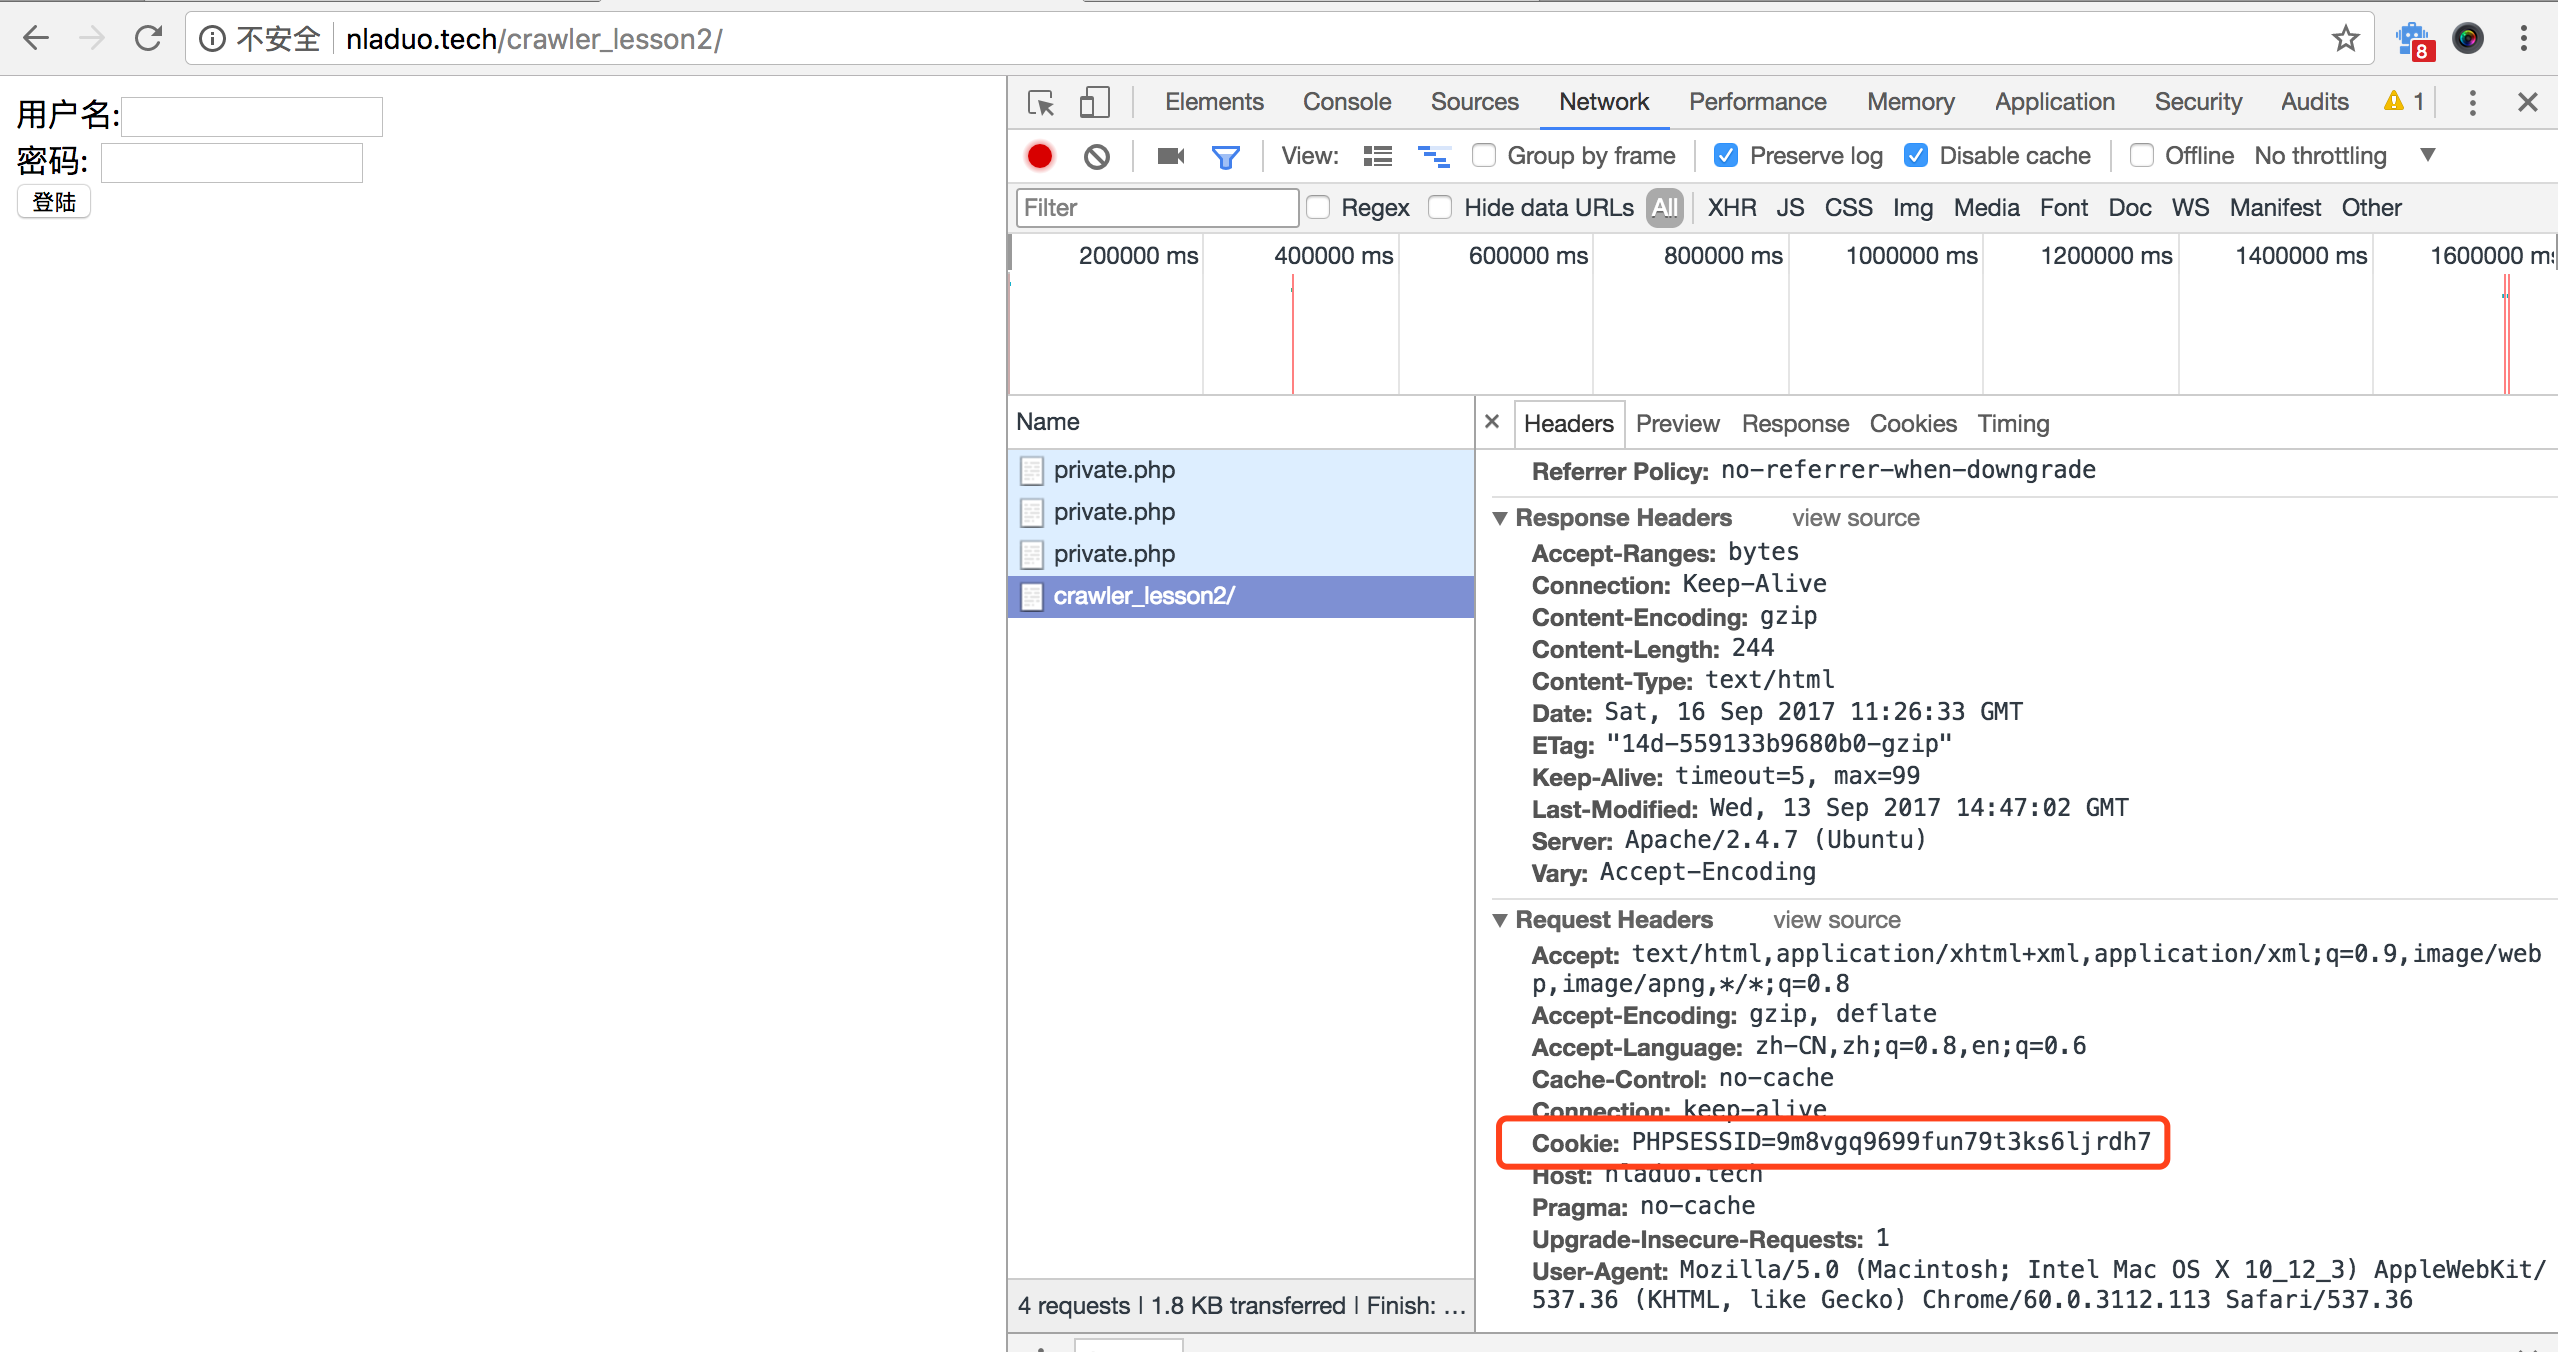 不安全 nladuo.tech/crawler_lesson2/
8
用户名:
密码:
登陆
Elements Console Sources Network Performance Memory Application Security Audits 1
View: Group by frame Preserve log Disable cache Offline No throttling
Filter Regex Hide data URLs All XHR JS CSS Img Media Font Doc WS Manifest Other
200000 ms 400000 ms 600000 ms 800000 ms 1000000 ms 1200000 ms 1400000 ms 1600000 ms
Name
private.php
private.php
private.php
crawler_lesson2/
4 requests | 1.8 KB transferred | Finish: ...
× Headers Preview Response Cookies Timing
Referrer Policy: no-referrer-when-downgrade
Response Headers view source
Accept-Ranges: bytes
Connection: Keep-Alive
Content-Encoding: gzip
Content-Length: 244
Content-Type: text/html
Date: Sat, 16 Sep 2017 11:26:33 GMT
ETag: "14d-559133b9680b0-gzip"
Keep-Alive: timeout=5, max=99
Last-Modified: Wed, 13 Sep 2017 14:47:02 GMT
Server: Apache/2.4.7 (Ubuntu)
Vary: Accept-Encoding
Request Headers view source
Accept: text/html,application/xhtml+xml,application/xml;q=0.9,image/web
p,image/apng,*/*;q=0.8
Accept-Encoding: gzip, deflate
Accept-Language: zh-CN,zh;q=0.8,en;q=0.6
Cache-Control: no-cache
Connection: keep-alive
Cookie: PHPSESSID=9m8vgq9699fun79t3ks6ljrdh7
Host: nladuo.tech
Pragma: no-cache
Upgrade-Insecure-Requests: 1
User-Agent: Mozilla/5.0 (Macintosh; Intel Mac OS X 10_12_3) AppleWebKit/
537.36 (KHTML, like Gecko) Chrome/60.0.3112.113 Safari/537.36